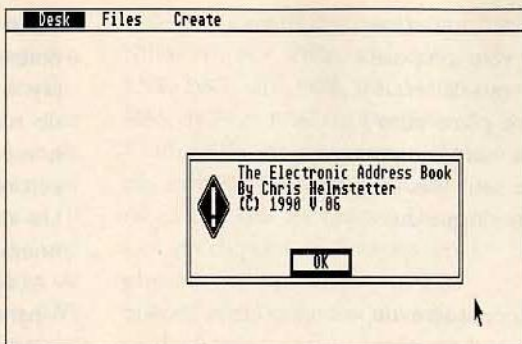 Desk Files Create
The Electronic Address Book
By Chris Helmstetter
(C) 1990 V.06
OK